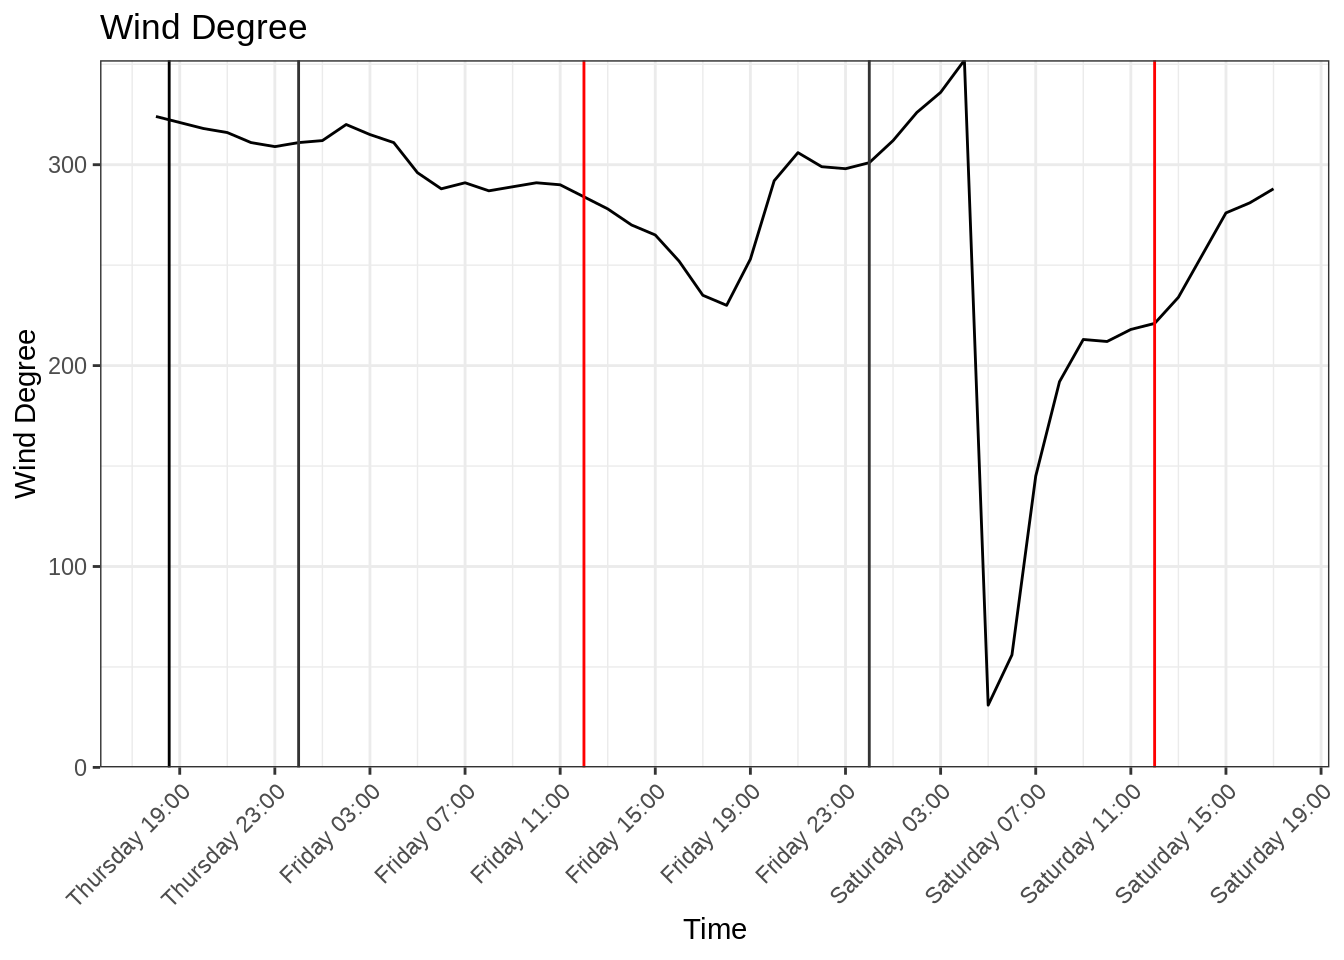 Wind Degree
Wind Degree
300
200
100
0
Thursday 19:00
Thursday 23:00
Friday 03:00
Friday 07:00
Friday 11:00
Friday 15:00
Friday 19:00
Friday 23:00
Saturday 03:00
Saturday 07:00
Saturday 11:00
Saturday 15:00
Saturday 19:00
Time